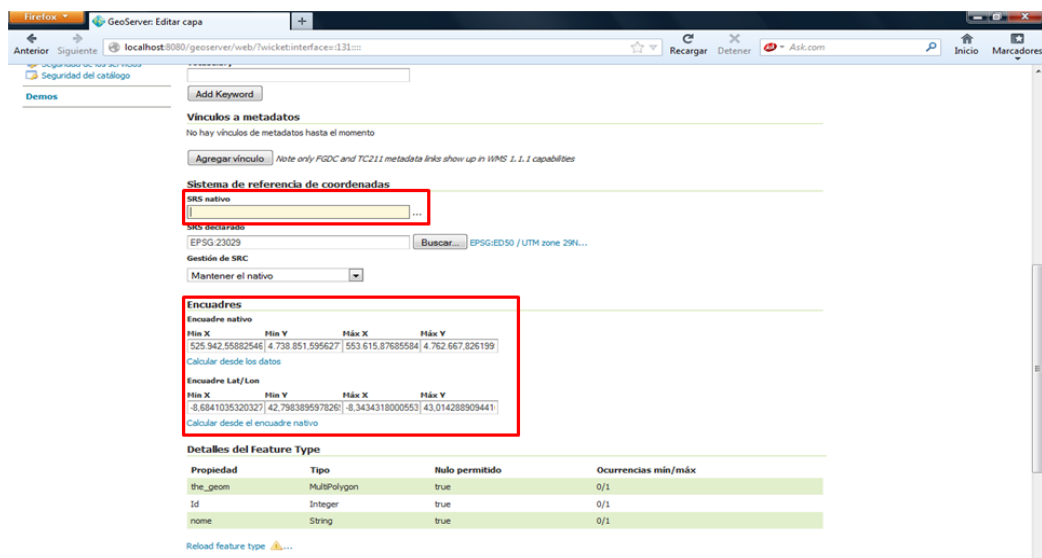 Firefox
GeoServer: Editar capa
Anterior Siguiente localhost:8080/geoserver/web/?wicket:interface=:131:::: Recargar Detener Ask.com Inicio Marcadores
Seguridad de los servicios
Seguridad del catálogo
Demos
Vocabulary
Add Keyword
Vínculos a metadatos
No hay vínculos de metadatos hasta el momento
Agregar vínculo Note only FGDC and TC211 metadata links show up in WMS 1.1.1 capabilities
Sistema de referencia de coordenadas
SRS nativo
...
SRS declarado
EPSG:23029 Buscar... EPSG:ED50 / UTM zone 29N...
Gestión de SRC
Mantener el nativo
Encuadres
Encuadre nativo
Min X Min Y Máx X Máx Y
525.942,55882546 4.738.851,595627 553.615,87685584 4.762.667,826199
Calcular desde los datos
Encuadre Lat/Lon
Min X Min Y Máx X Máx Y
-8,6841035320327 42,798389597826 -8,3434318000553 43,014288909441
Calcular desde el encuadre nativo
Detalles del Feature Type
Propiedad Tipo Nulo permitido Ocurrencias mín/máx
the_geom MultiPolygon true 0/1
Id Integer true 0/1
nome String true 0/1
Reload feature type ...